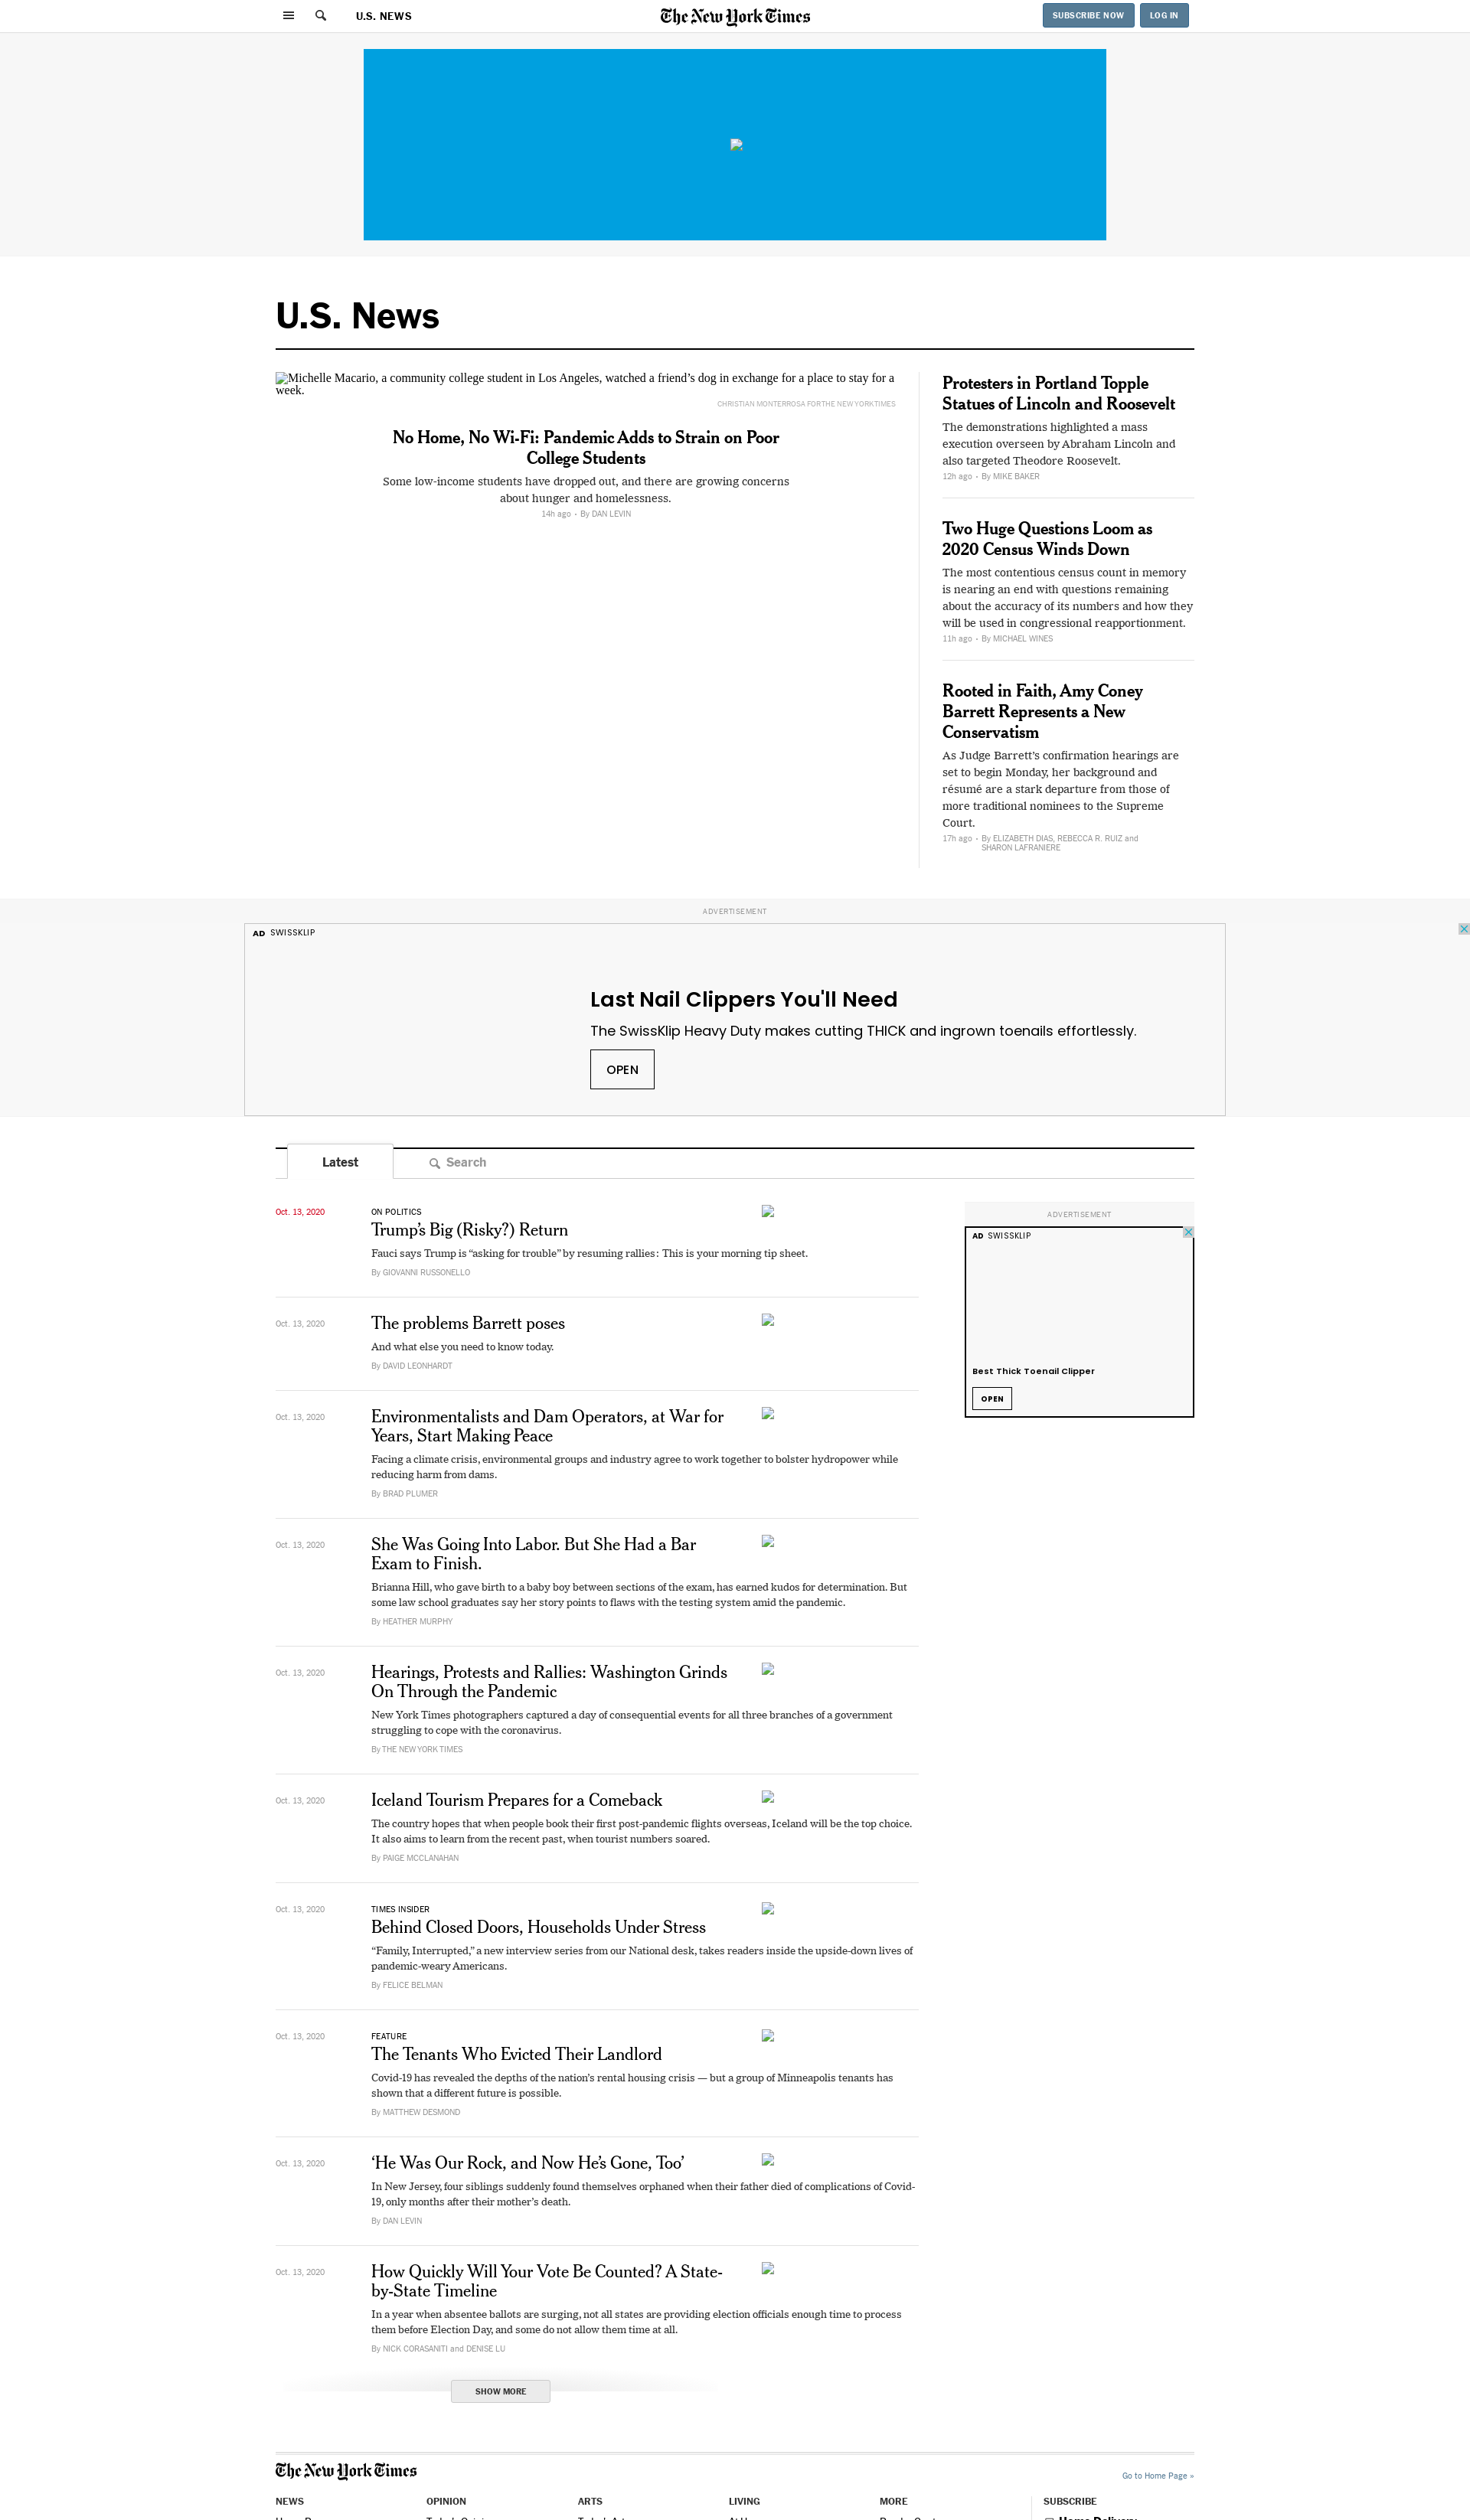 U.S. NEWS
The New York Times
SUBSCRIBE NOW
LOG IN
U.S. News
Michelle Macario, a community college student in Los Angeles, watched a friend’s dog in exchange for a place to stay for a
week.
CHRISTIAN MONTERROSA FOR THE NEW YORK TIMES
No Home, No Wi-Fi: Pandemic Adds to Strain on Poor
College Students
Some low-income students have dropped out, and there are growing concerns
about hunger and homelessness.
14h ago • By DAN LEVIN
Protesters in Portland Topple
Statues of Lincoln and Roosevelt
The demonstrations highlighted a mass
execution overseen by Abraham Lincoln and
also targeted Theodore Roosevelt.
12h ago • By MIKE BAKER
Two Huge Questions Loom as
2020 Census Winds Down
The most contentious census count in memory
is nearing an end with questions remaining
about the accuracy of its numbers and how they
will be used in congressional reapportionment.
11h ago • By MICHAEL WINES
Rooted in Faith, Amy Coney
Barrett Represents a New
Conservatism
As Judge Barrett’s confirmation hearings are
set to begin Monday, her background and
résumé are a stark departure from those of
more traditional nominees to the Supreme
Court.
17h ago • By ELIZABETH DIAS, REBECCA R. RUIZ and
SHARON LAFRANIERE
ADVERTISEMENT
AD SWISSKLIP
Last Nail Clippers You'll Need
The SwissKlip Heavy Duty makes cutting THICK and ingrown toenails effortlessly.
OPEN
Latest
Search
Oct. 13, 2020
ON POLITICS
Trump’s Big (Risky?) Return
Fauci says Trump is “asking for trouble” by resuming rallies: This is your morning tip sheet.
By GIOVANNI RUSSONELLO
ADVERTISEMENT
AD SWISSKLIP
Best Thick Toenail Clipper
OPEN
Oct. 13, 2020
The problems Barrett poses
And what else you need to know today.
By DAVID LEONHARDT
Oct. 13, 2020
Environmentalists and Dam Operators, at War for
Years, Start Making Peace
Facing a climate crisis, environmental groups and industry agree to work together to bolster hydropower while
reducing harm from dams.
By BRAD PLUMER
Oct. 13, 2020
She Was Going Into Labor. But She Had a Bar
Exam to Finish.
Brianna Hill, who gave birth to a baby boy between sections of the exam, has earned kudos for determination. But
some law school graduates say her story points to flaws with the testing system amid the pandemic.
By HEATHER MURPHY
Oct. 13, 2020
Hearings, Protests and Rallies: Washington Grinds
On Through the Pandemic
New York Times photographers captured a day of consequential events for all three branches of a government
struggling to cope with the coronavirus.
By THE NEW YORK TIMES
Oct. 13, 2020
Iceland Tourism Prepares for a Comeback
The country hopes that when people book their first post-pandemic flights overseas, Iceland will be the top choice.
It also aims to learn from the recent past, when tourist numbers soared.
By PAIGE MCCLANAHAN
Oct. 13, 2020
TIMES INSIDER
Behind Closed Doors, Households Under Stress
“Family, Interrupted,” a new interview series from our National desk, takes readers inside the upside-down lives of
pandemic-weary Americans.
By FELICE BELMAN
Oct. 13, 2020
FEATURE
The Tenants Who Evicted Their Landlord
Covid-19 has revealed the depths of the nation’s rental housing crisis — but a group of Minneapolis tenants has
shown that a different future is possible.
By MATTHEW DESMOND
Oct. 13, 2020
‘He Was Our Rock, and Now He’s Gone, Too’
In New Jersey, four siblings suddenly found themselves orphaned when their father died of complications of Covid-
19, only months after their mother’s death.
By DAN LEVIN
Oct. 13, 2020
How Quickly Will Your Vote Be Counted? A State-
by-State Timeline
In a year when absentee ballots are surging, not all states are providing election officials enough time to process
them before Election Day, and some do not allow them time at all.
By NICK CORASANITI and DENISE LU
SHOW MORE
The New York Times
Go to Home Page »
NEWS
OPINION
ARTS
LIVING
MORE
SUBSCRIBE